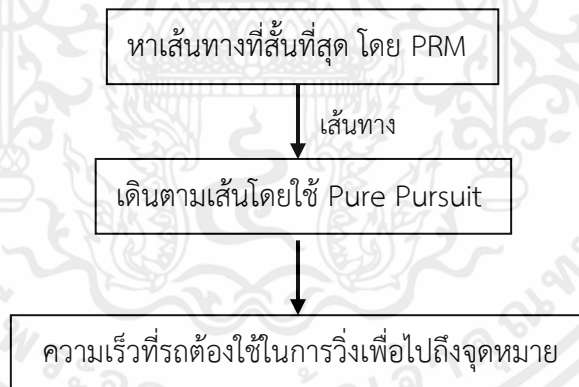 หาเส้นทางที่สั้นที่สุด โดย PRM
เส้นทาง
เดินตามเส้นโดยใช้ Pure Pursuit
ความเร็วที่รถต้องใช้ในการวิ่งเพื่อไปถึงจุดหมาย